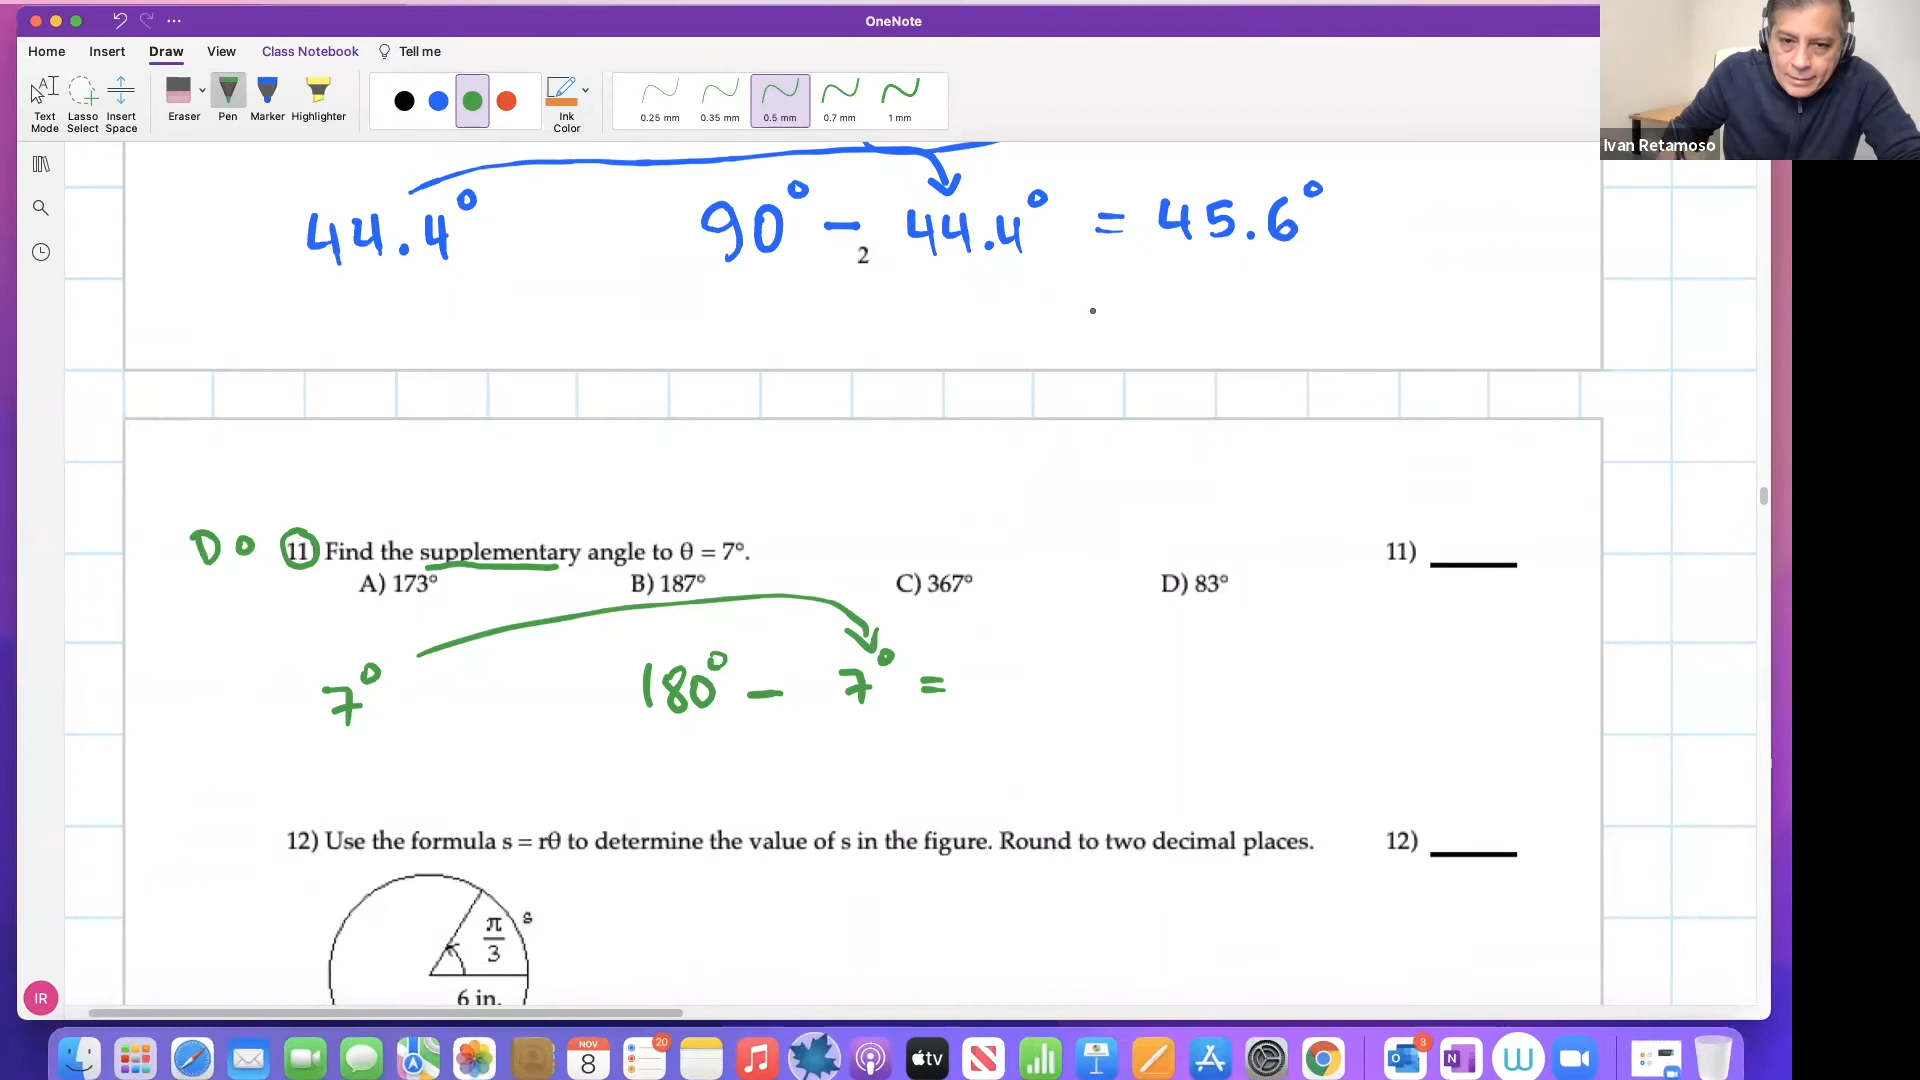 OneNote
Home Insert Draw View Class Notebook Tell me
Text Mode Lasso Select Insert Space Eraser Pen Marker Highlighter Ink Color 0.25 mm 0.35 mm 0.5 mm 0.7 mm 1 mm
Ivan Retamoso
44.4° 90° - 44.4° = 45.6°
2
DO 11) Find the supplementary angle to θ = 7°. 11)
A) 173° B) 187° C) 367° D) 83°
7° 180° - 7° =
12) Use the formula s = rθ to determine the value of s in the figure. Round to two decimal places. 12)
s
π
3
6 in.
IR
NOV
8
20
tv
3